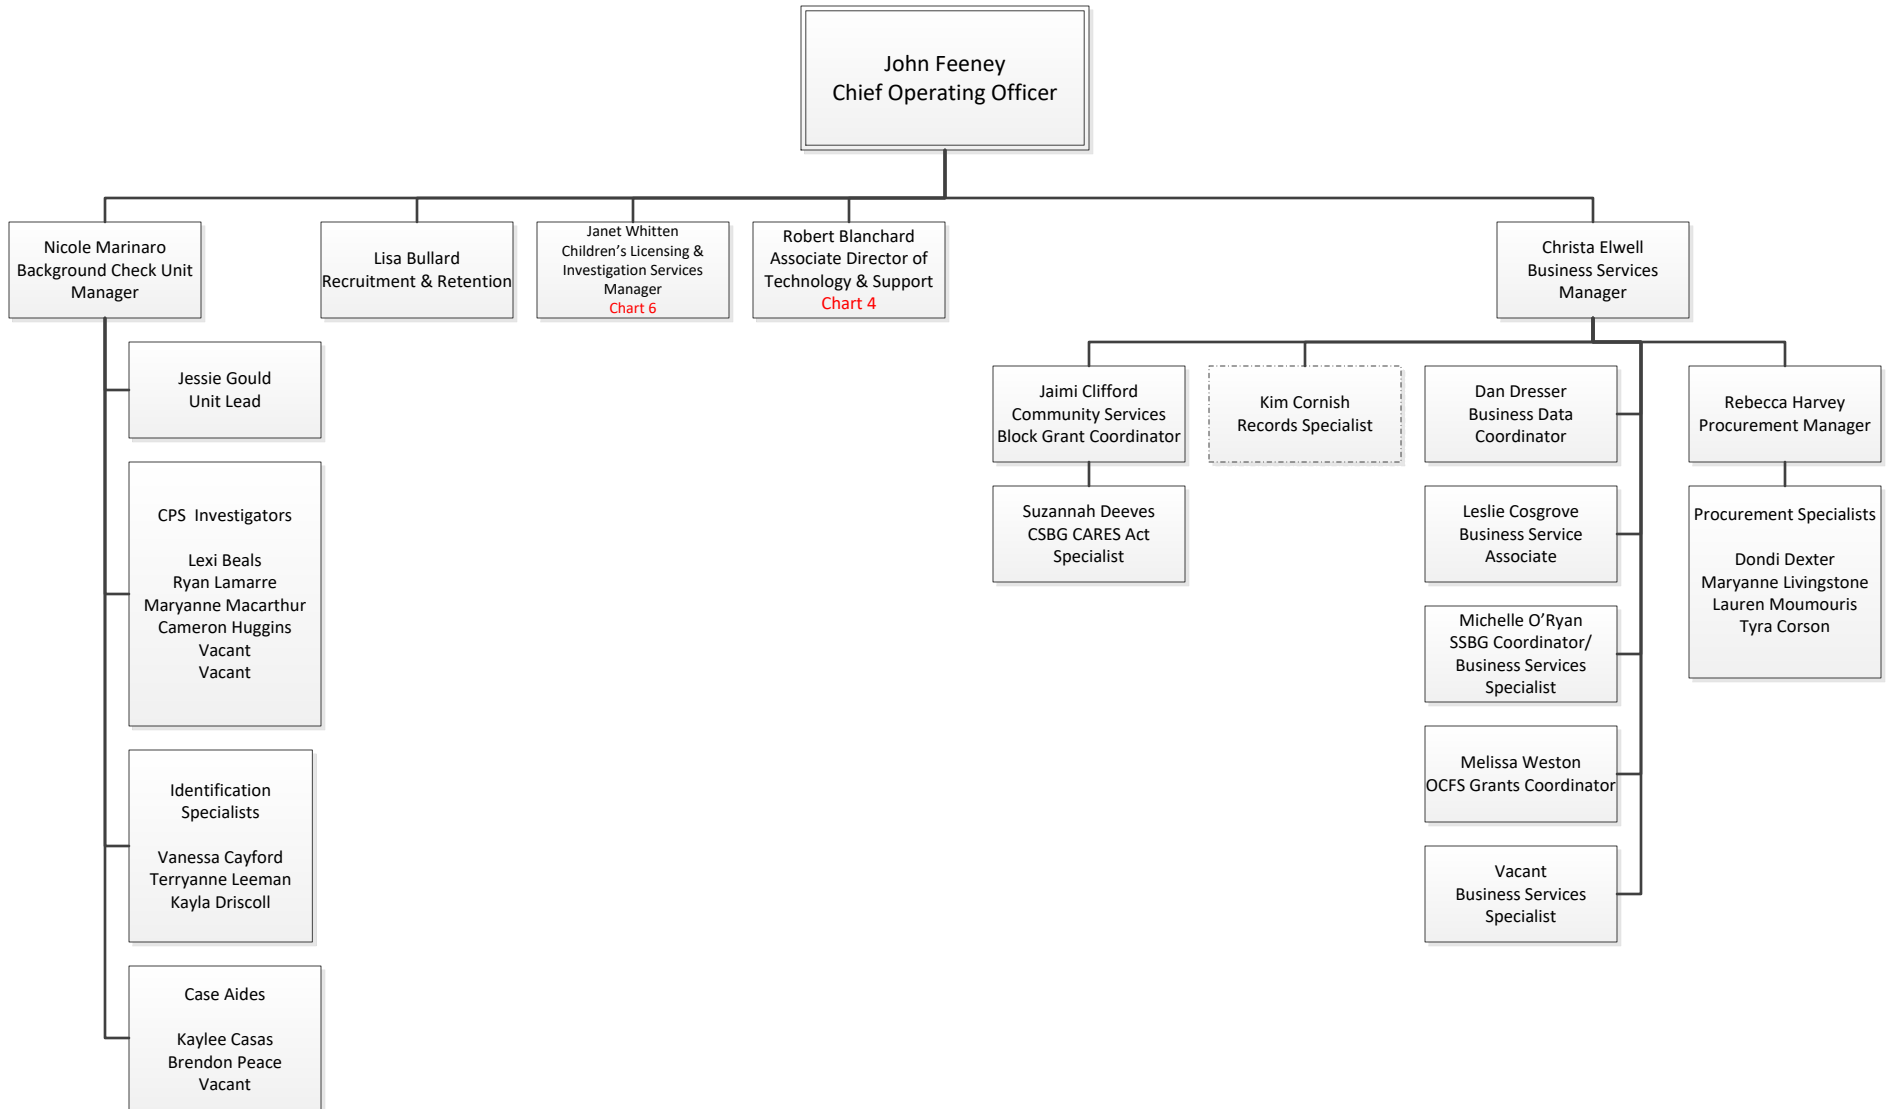 John Feeney
Chief Operating Officer
Nicole Marinaro
Background Check Unit
Manager
Lisa Bullard
Recruitment & Retention
Janet Whitten
Children’s Licensing &
Investigation Services
Manager
Chart 6
Robert Blanchard
Associate Director of
Technology & Support
Chart 4
Christa Elwell
Business Services
Manager
Jessie Gould
Unit Lead
CPS Investigators
Lexi Beals
Ryan Lamarre
Maryanne Macarthur
Cameron Huggins
Vacant
Vacant
Identification
Specialists
Vanessa Cayford
Terryanne Leeman
Kayla Driscoll
Case Aides
Kaylee Casas
Brendon Peace
Vacant
Jaimi Clifford
Community Services
Block Grant Coordinator
Suzannah Deeves
CSBG CARES Act
Specialist
Kim Cornish
Records Specialist
Dan Dresser
Business Data
Coordinator
Leslie Cosgrove
Business Service
Associate
Michelle O’Ryan
SSBG Coordinator/
Business Services
Specialist
Melissa Weston
OCFS Grants Coordinator
Vacant
Business Services
Specialist
Rebecca Harvey
Procurement Manager
Procurement Specialists
Dondi Dexter
Maryanne Livingstone
Lauren Moumouris
Tyra Corson